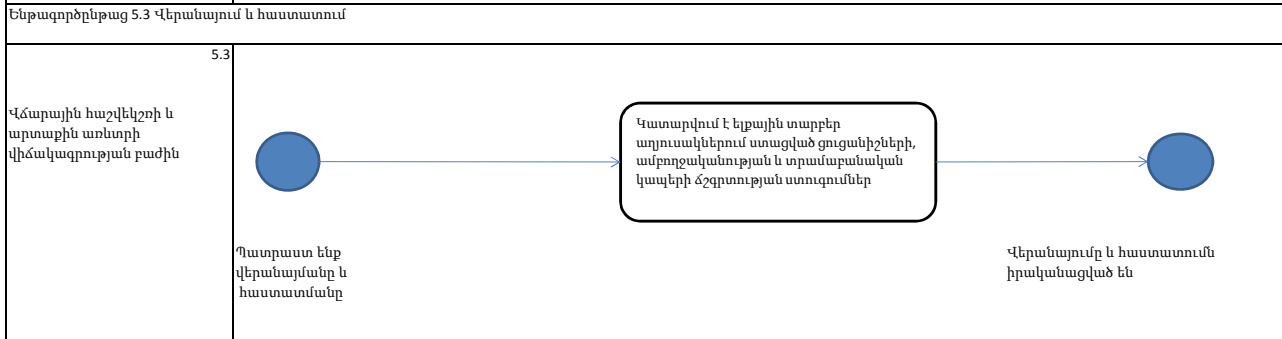 Ենթագործընթաց 5.3 Վերանայում և հաստատում
5.3
Վճարային հաշվեկշռի և
արտաքին առևտրի
վիճակագրության բաժին
Կատարվում է ելքային տարբեր
աղյուսակներում ստացված ցուցանիշների,
ամբողջականության և տրամաբանական
կապերի ճշգրտության ստուգումներ
Պատրաստ ենք
վերանայմանը և
հաստատմանը
Վերանայումը և հաստատումն
իրականացված են